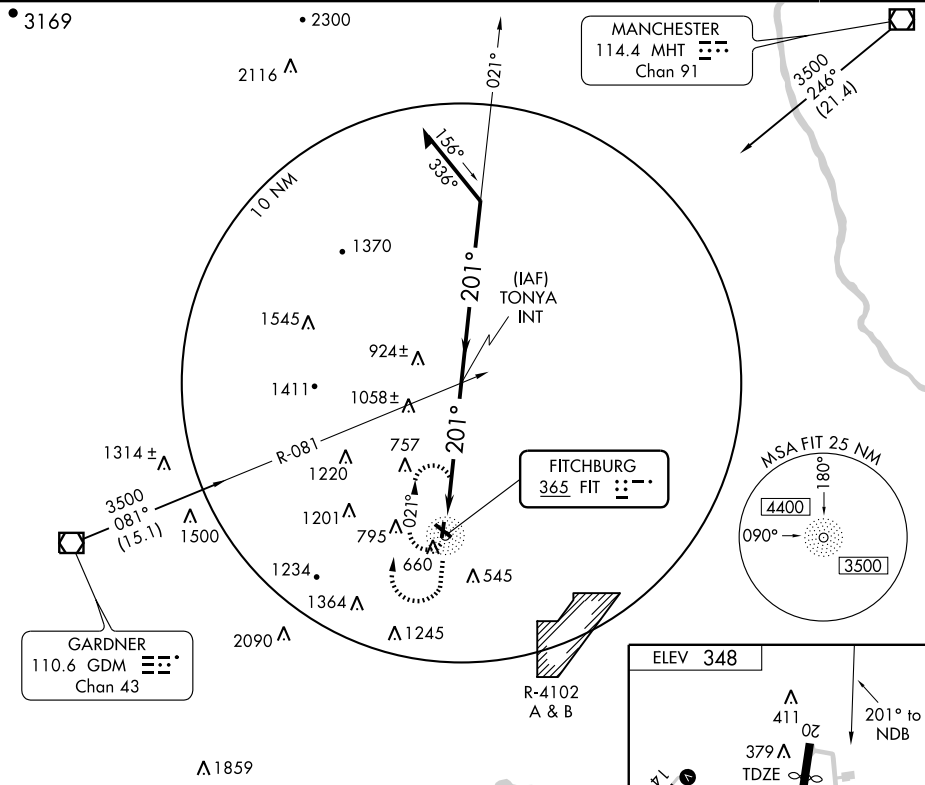 3169
2300
2116
021°
MANCHESTER
114.4 MHT
Chan 91
3500
246°
(21.4)
156°
336°
10 NM
1370
201°
(IAF)
TONYA
INT
1545
924±
1411
1058±
R-081
201°
757
1314 ±
1220
FITCHBURG
365 FIT
MSA FIT 25 NM
180°
4400
090°
3500
3500
081°
(15.1)
1500
1201
021°
795
660
545
1234
1364
2090
1245
GARDNER
110.6 GDM
Chan 43
R-4102
A & B
1859
ELEV 348
411
20
201° to
NDB
379
TDZE
14
V